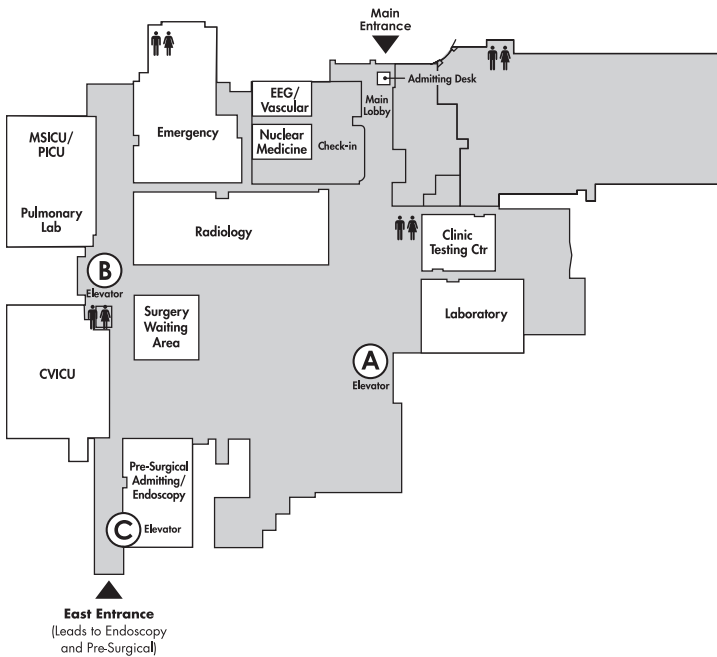 Main
Entrance
Admitting Desk
Main
Lobby
EEG/
Vascular
Nuclear
Medicine
Check-in
Emergency
MSICU/
PICU
Pulmonary
Lab
Radiology
Clinic
Testing Ctr
B
Elevator
Surgery
Waiting
Area
Laboratory
A
Elevator
CVICU
Pre-Surgical
Admitting/
Endoscopy
C
Elevator
East Entrance
(Leads to Endoscopy
and Pre-Surgical)